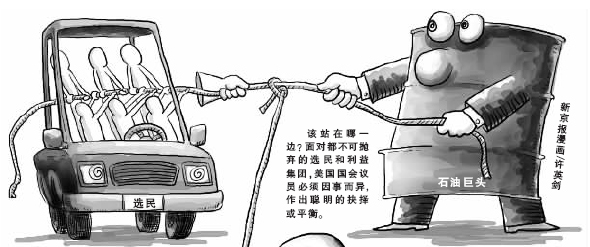 该站在哪一
边？面对都不可抛
弃的选民和利益
集团，美国国会议
员必须因事而异，
作出聪明的抉择
或平衡。
选民
石油巨头
新京报漫画/许英剑